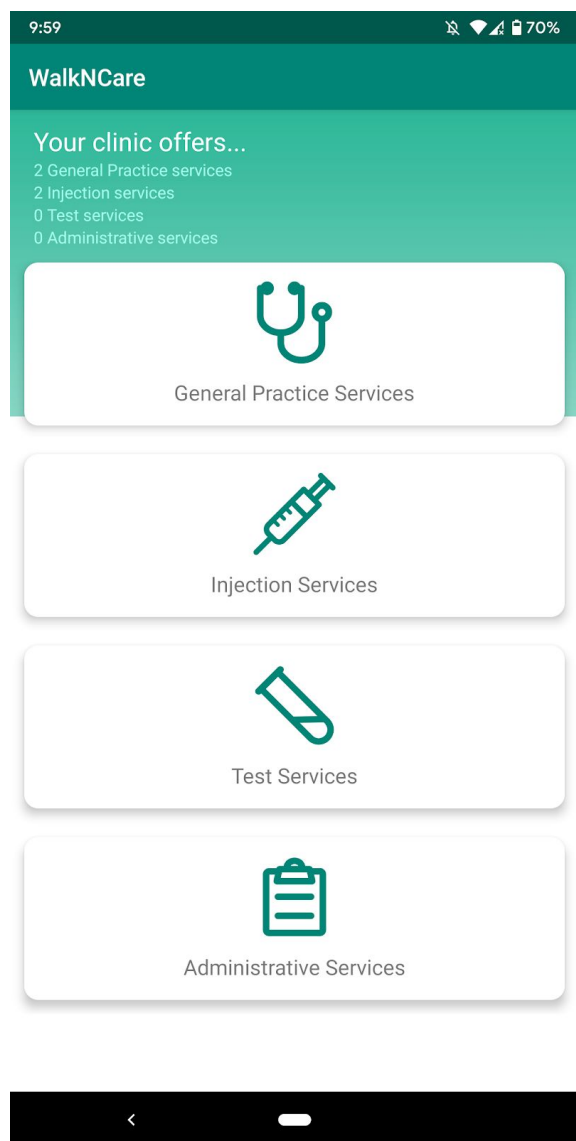 9:59
70%
WalkNCare
Your clinic offers...
2 General Practice services
2 Injection services
0 Test services
0 Administrative services
General Practice Services
Injection Services
Test Services
Administrative Services